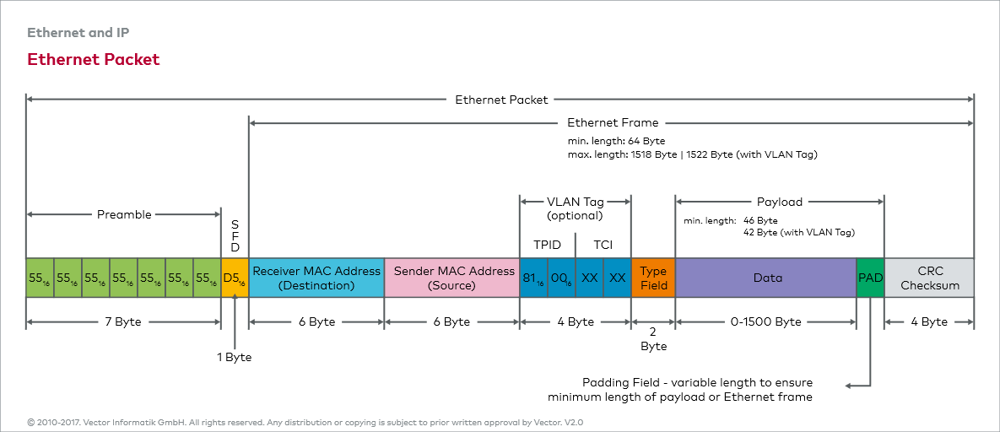 Ethernet and IP
Ethernet Packet
Ethernet Packet
Ethernet Frame
min. length: 64 Byte
max. length: 1518 Byte | 1522 Byte (with VLAN Tag)
Preamble
S
F
D
VLAN Tag
(optional)
TPID TCI
Payload
min. length: 46 Byte
42 Byte (with VLAN Tag)
55₁₆ 55₁₆ 55₁₆ 55₁₆ 55₁₆ 55₁₆ 55₁₆ D5₁₆
Receiver MAC Address
(Destination)
Sender MAC Address
(Source)
81₁₆ 00₁₆ XX XX
Type
Field
Data
PAD
CRC
Checksum
7 Byte
1 Byte
6 Byte
6 Byte
4 Byte
2
Byte
0-1500 Byte
4 Byte
Padding Field - variable length to ensure
minimum length of payload or Ethernet frame
© 2010-2017. Vector Informatik GmbH. All rights reserved. Any distribution or copying is subject to prior written approval by Vector. V2.0